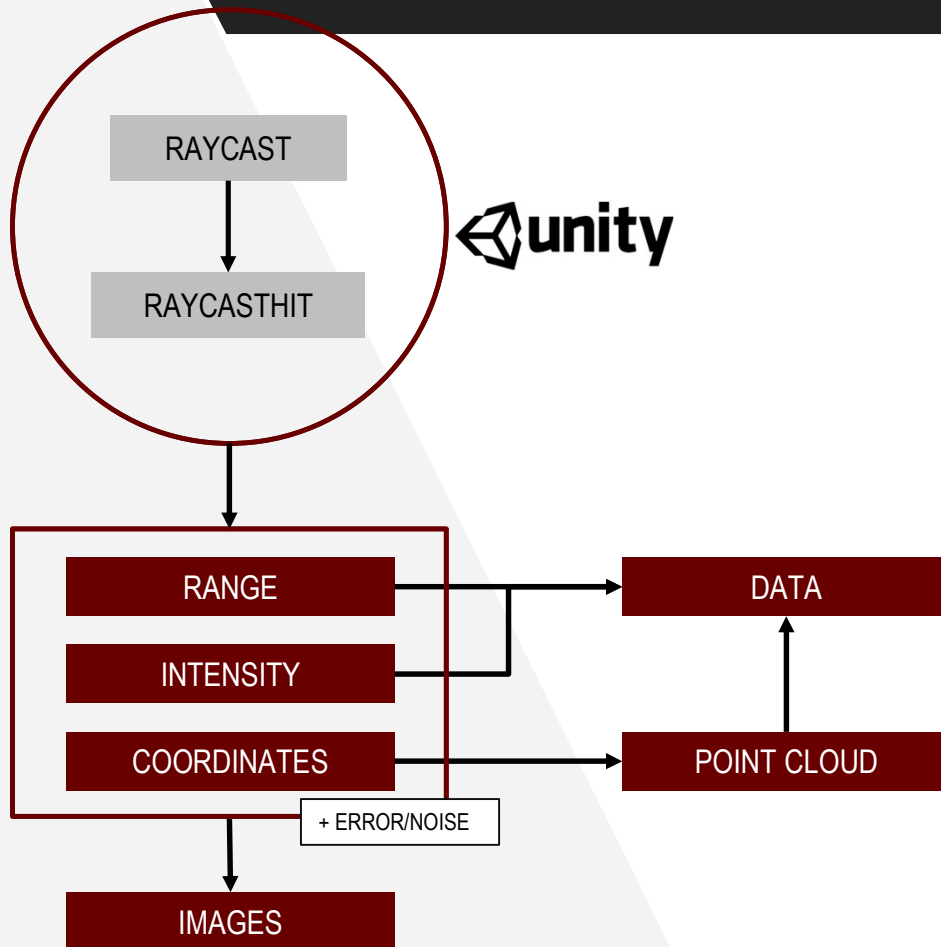 RAYCAST
unity
RAYCASTHIT
RANGE
DATA
INTENSITY
COORDINATES
POINT CLOUD
+ ERROR/NOISE
IMAGES